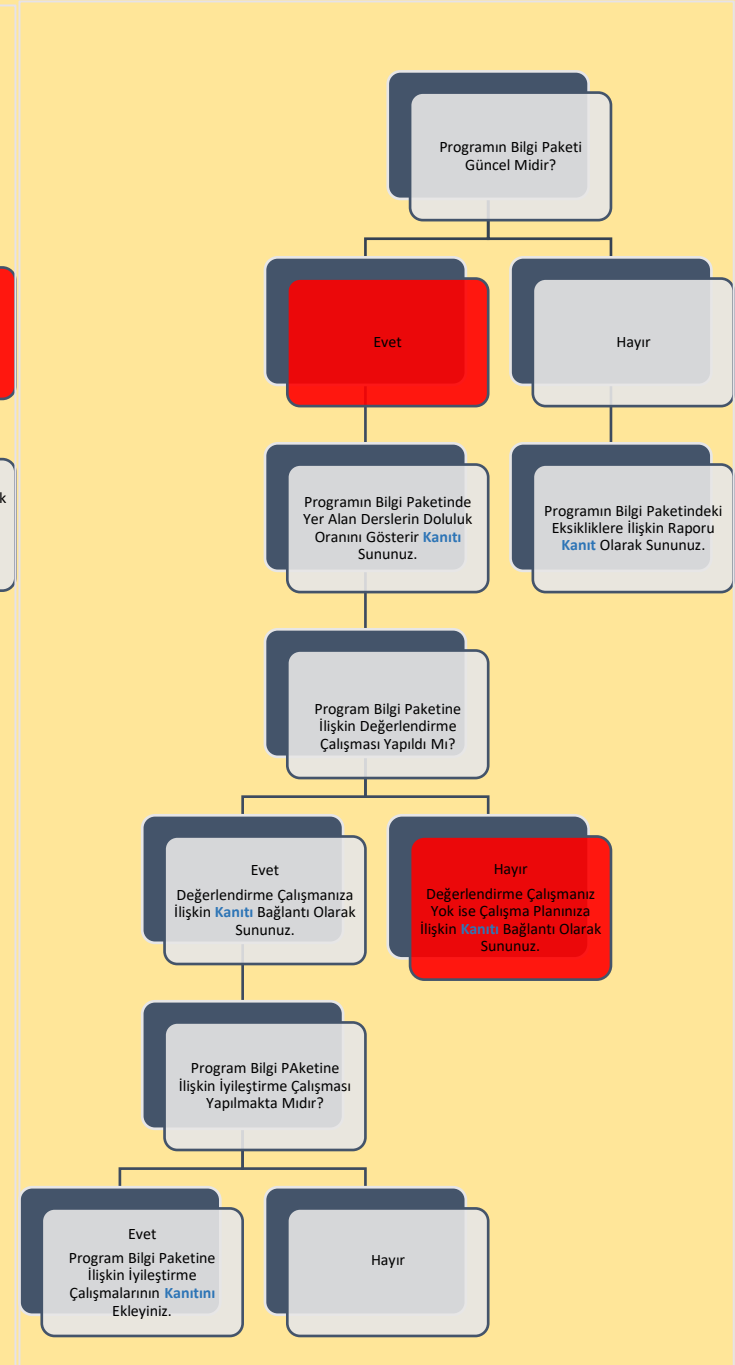 Programın Bilgi Paketi
Güncel Midir?
Evet
Hayır
Programın Bilgi Paketinde
Yer Alan Derslerin Doluluk
Oranını Gösterir Kanıtı
Sununuz.
Programın Bilgi Paketindeki
Eksikliklere İlişkin Raporu
Kanıt Olarak Sununuz.
Program Bilgi Paketine
İlişkin Değerlendirme
Çalışması Yapıldı Mı?
Evet
Değerlendirme Çalışmanıza
İlişkin Kanıtı Bağlantı Olarak
Sununuz.
Hayır
Değerlendirme Çalışmanız
Yok ise Çalışma Planınıza
İlişkin Kanıtı Bağlantı Olarak
Sununuz.
Program Bilgi PAketine
İlişkin İyileştirme Çalışması
Yapılmakta Mıdır?
Evet
Program Bilgi Paketine
İlişkin İyileştirme
Çalışmalarının Kanıtını
Ekleyiniz.
Hayır